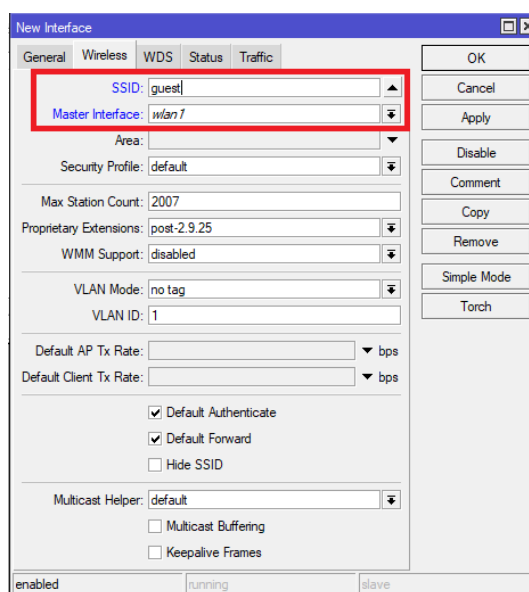 New Interface
General Wireless WDS Status Traffic
OK
SSID: guest
Cancel
Master Interface: wlan1
Apply
Area:
Security Profile: default
Disable
Comment
Max Station Count: 2007
Copy
Proprietary Extensions: post-2.9.25
Remove
WMM Support: disabled
Simple Mode
VLAN Mode: no tag
Torch
VLAN ID: 1
Default AP Tx Rate: bps
Default Client Tx Rate: bps
Default Authenticate
Default Forward
Hide SSID
Multicast Helper: default
Multicast Buffering
Keepalive Frames
enabled running slave